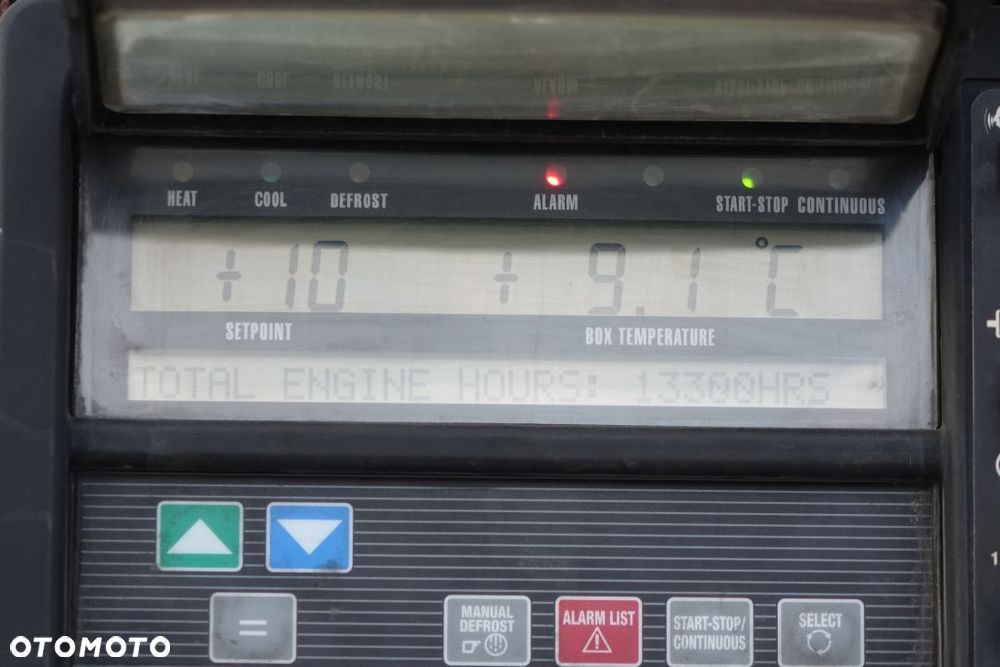 HEAT COOL DEFROST ALARM START-STOP CONTINUOUS
+10 +9.1°C
SETPOINT BOX TEMPERATURE
TOTAL ENGINE HOURS: 13300HRS
MANUAL DEFROST
ALARM LIST
START-STOP/
CONTINUOUS
SELECT
=
1
OTOMOTO